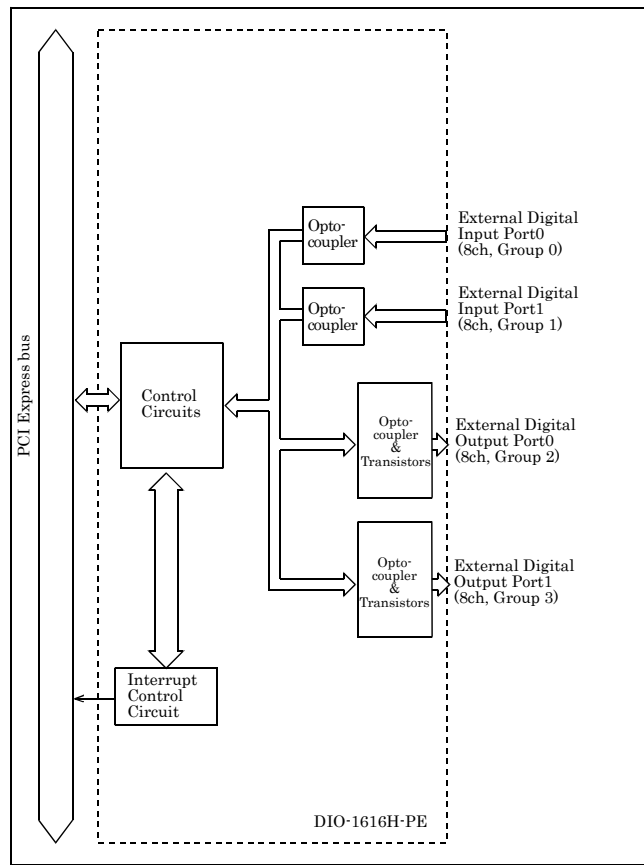 PCI Express bus
Control
Circuits
Interrupt
Control
Circuit
Opto-
coupler
External Digital
Input Port0
(8ch, Group 0)
Opto-
coupler
External Digital
Input Port1
(8ch, Group 1)
Opto-
coupler
&
Transistors
External Digital
Output Port0
(8ch, Group 2)
Opto-
coupler
&
Transistors
External Digital
Output Port1
(8ch, Group 3)
DIO-1616H-PE